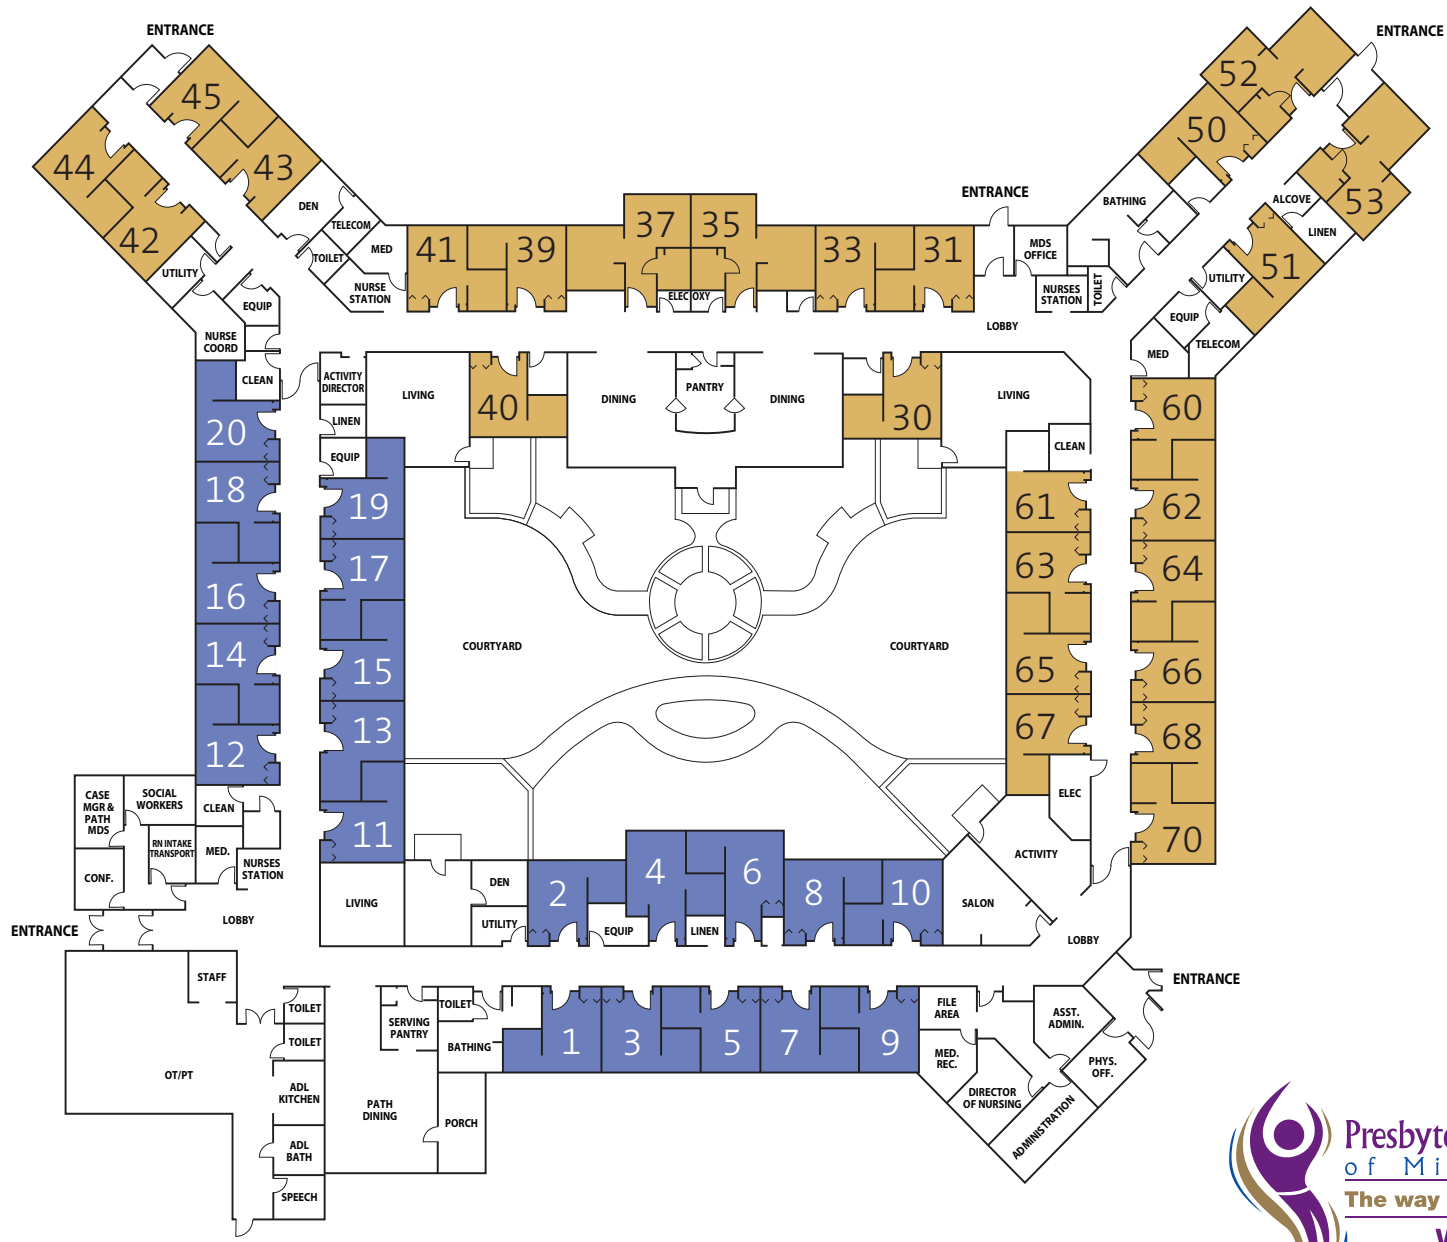 ENTRANCE
ENTRANCE
52
45
50
44
43
53
BATHING
ALCOVE
ENTRANCE
DEN
LINEN
TELECOM
37
35
42
MED
41
39
33
31
MDS
OFFICE
51
TOILET
UTILITY
UTILITY
NURSE
STATION
ELEC
OXY
NURSES
STATION
TOILET
EQUIP
EQUIP
LOBBY
NURSE
COORD
TELECOM
MED
CLEAN
ACTIVITY
DIRECTOR
LIVING
40
DINING
PANTRY
DINING
30
LIVING
60
LINEN
20
CLEAN
EQUIP
18
19
61
62
17
63
64
16
COURTYARD
COURTYARD
14
15
65
66
13
67
68
12
CASE
MGR &
PATH
MDS
SOCIAL
WORKERS
CLEAN
ELEC
11
70
RN INTAKE
TRANSPORT
MED.
NURSES
STATION
ACTIVITY
CONF.
4
6
DEN
2
8
10
LIVING
SALON
LOBBY
UTILITY
EQUIP
LINEN
ENTRANCE
LOBBY
STAFF
ENTRANCE
TOILET
TOILET
FILE
AREA
ASST.
ADMIN.
SERVING
PANTRY
TOILET
BATHING
1
3
5
7
9
MED.
REC.
PHYS.
OFF.
OT/PT
ADL
KITCHEN
PATH
DINING
DIRECTOR
OF NURSING
PORCH
ADMINISTRATION
ADL
BATH
SPEECH
Presbyte
of Mi
The way